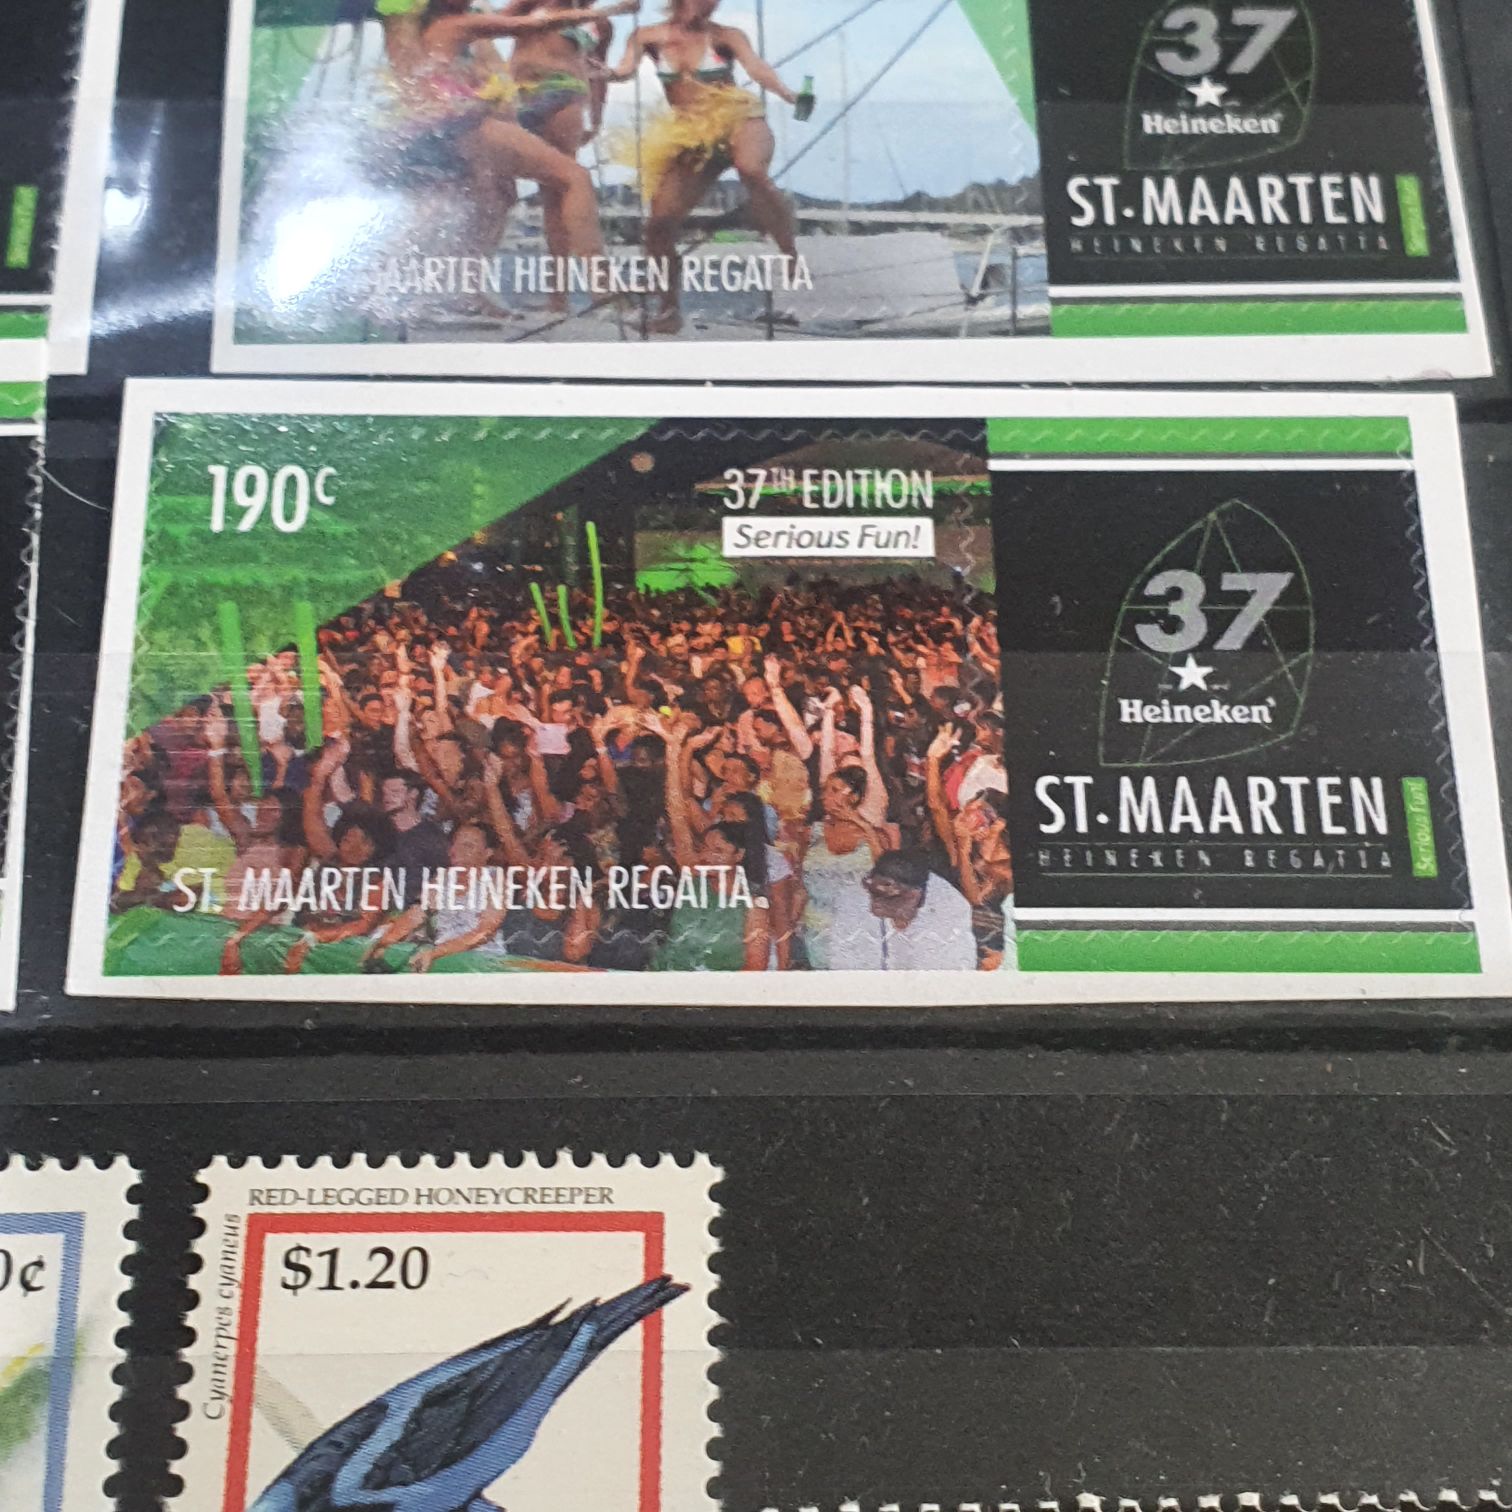 37
Heineken
ST. MAARTEN
HEINEKEN REGATTA
MAARTEN HEINEKEN REGATTA
190c
37TH EDITION
Serious Fun!
ST. MAARTEN HEINEKEN REGATTA
37
Heineken
ST. MAARTEN
HEINEKEN REGATTA
Serious Fun!
RED-LEGGED HONEYCREEPER
Cyanerpes cyaneus
$1.20
0¢